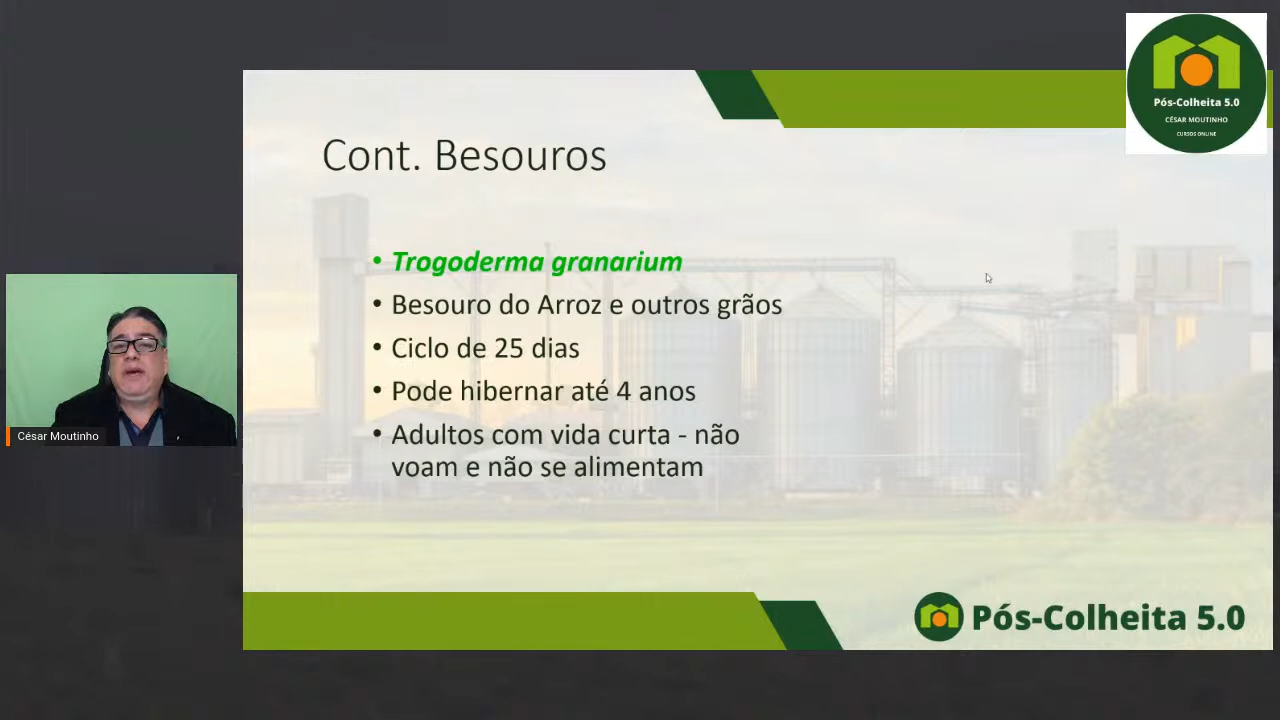 Pós-Colheita 5.0
CÉSAR MOUTINHO
CURSOS ONLINE
Cont. Besouros
• Trogoderma granarium
• Besouro do Arroz e outros grãos
• Ciclo de 25 dias
• Pode hibernar até 4 anos
• Adultos com vida curta - não
voam e não se alimentam
César Moutinho
Pós-Colheita 5.0